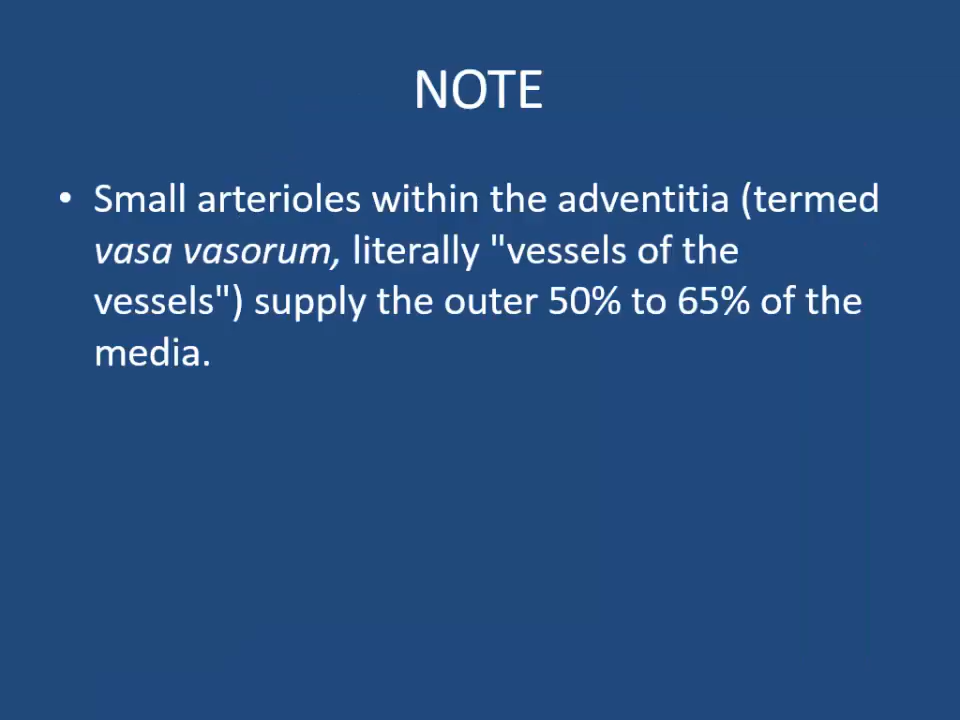 NOTE
• Small arterioles within the adventitia (termed
vasa vasorum, literally "vessels of the
vessels") supply the outer 50% to 65% of the
media.